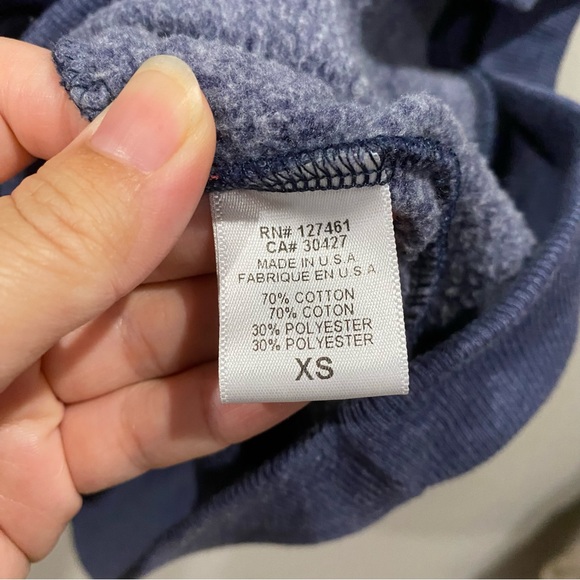 RN# 127461
CA# 30427
MADE IN U.S.A
FABRIQUE EN U.S.A
70% COTTON
70% COTON
30% POLYESTER
30% POLYESTER
XS